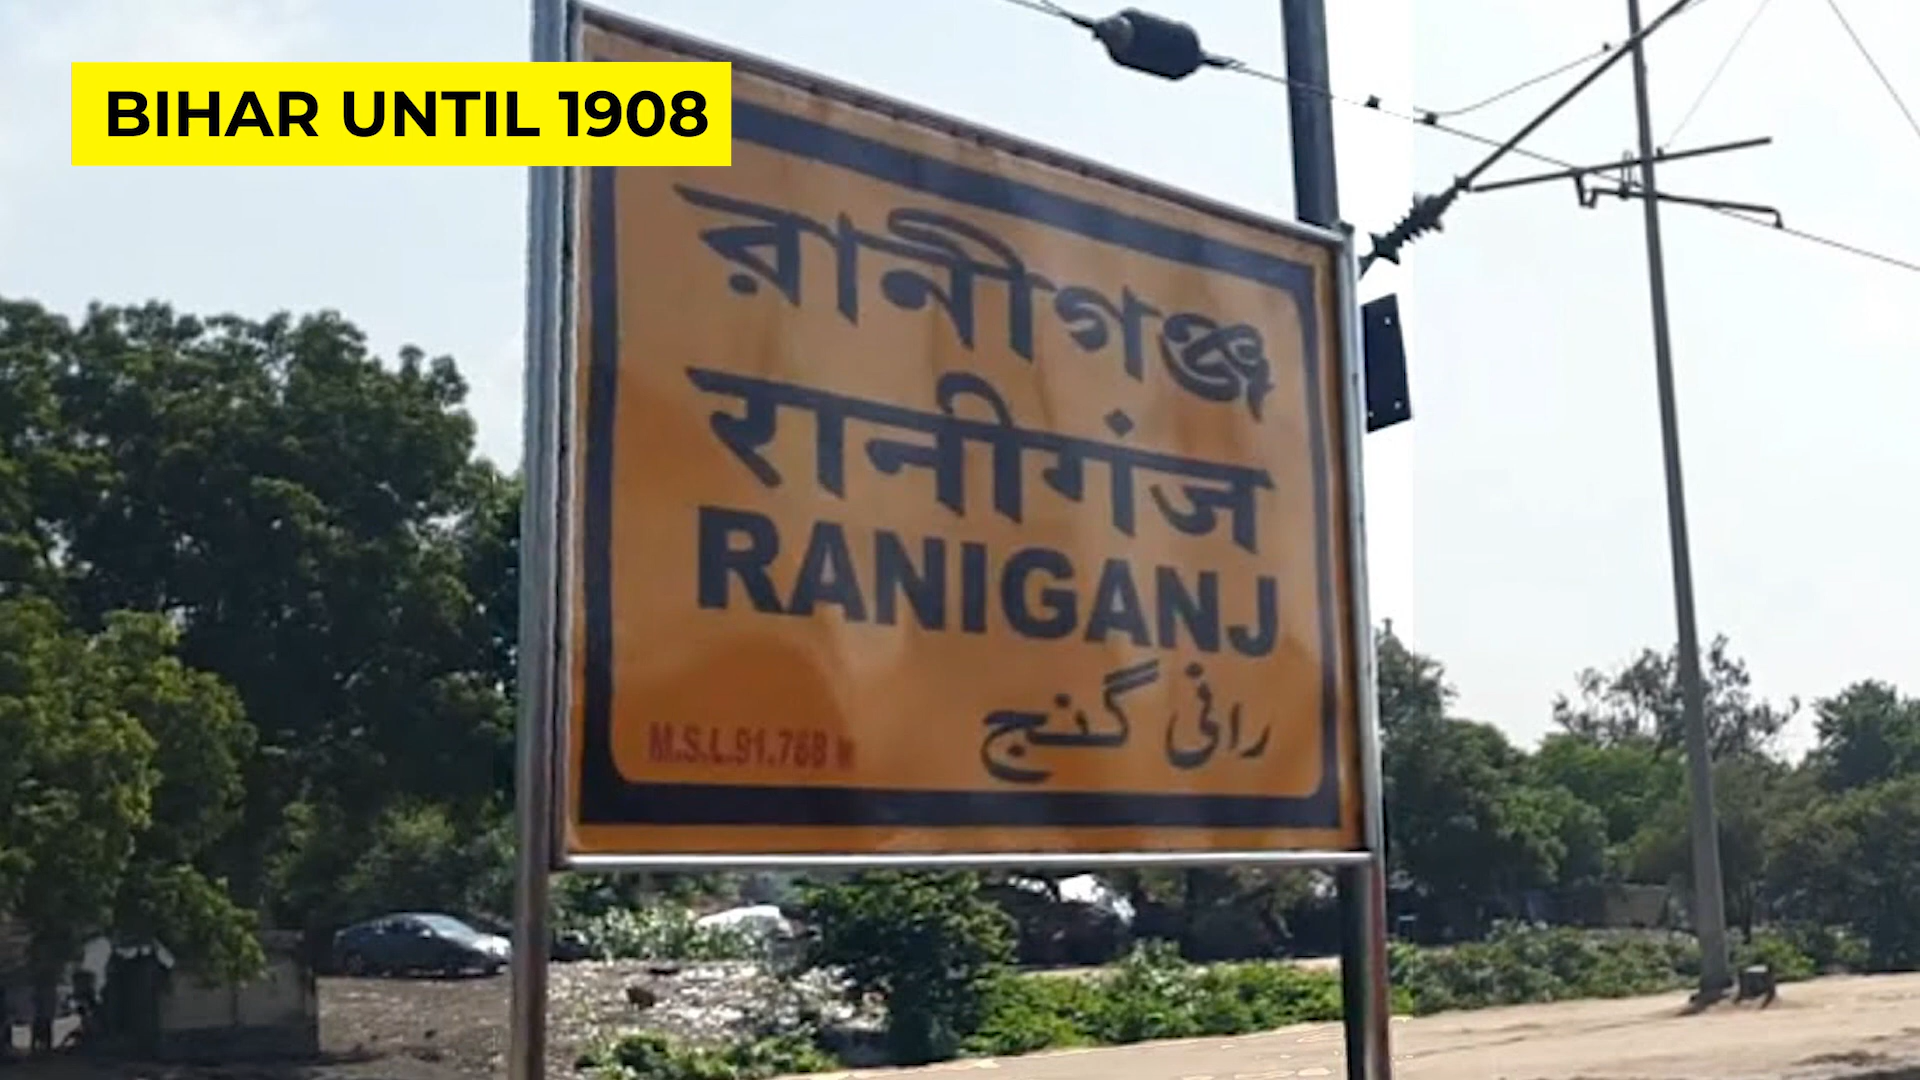 BIHAR UNTIL 1908
রানীগঞ্জ
रानीगंज
RANIGANJ
رانی گنج
M.S.L.91.768 M